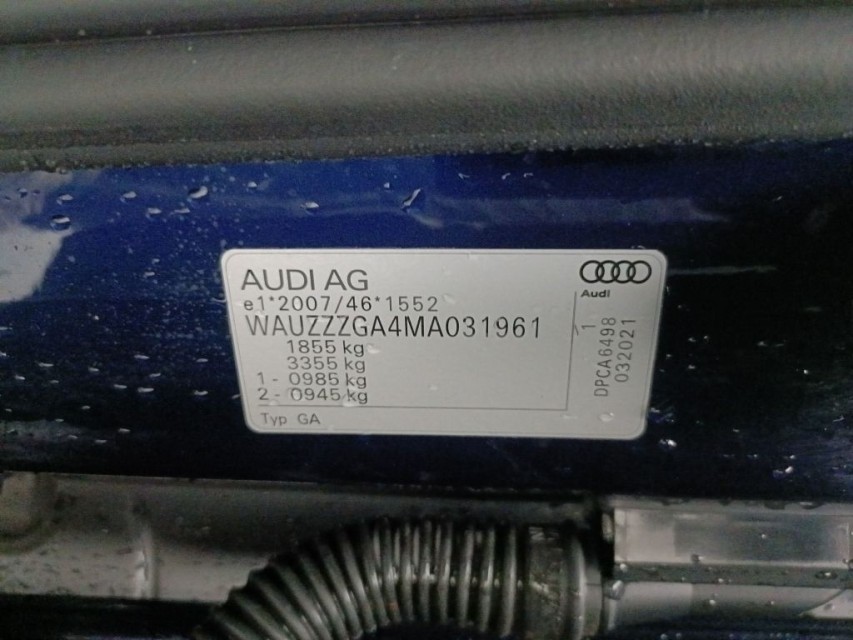 AUDI AG
e1*2007/46*1552
WAUZZZGA4MA031961
1855 kg
3355 kg
1 - 0985 kg
2 - 0945 kg
Typ GA
Audi
1
DPCA6498
032021